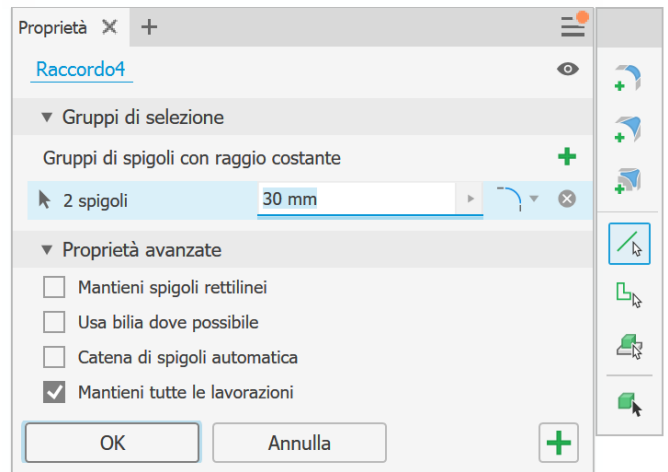 Proprietà
Raccordo4
Gruppi di selezione
Gruppi di spigoli con raggio costante
2 spigoli 30 mm
Proprietà avanzate
Mantieni spigoli rettilinei
Usa bilia dove possibile
Catena di spigoli automatica
Mantieni tutte le lavorazioni
OK Annulla